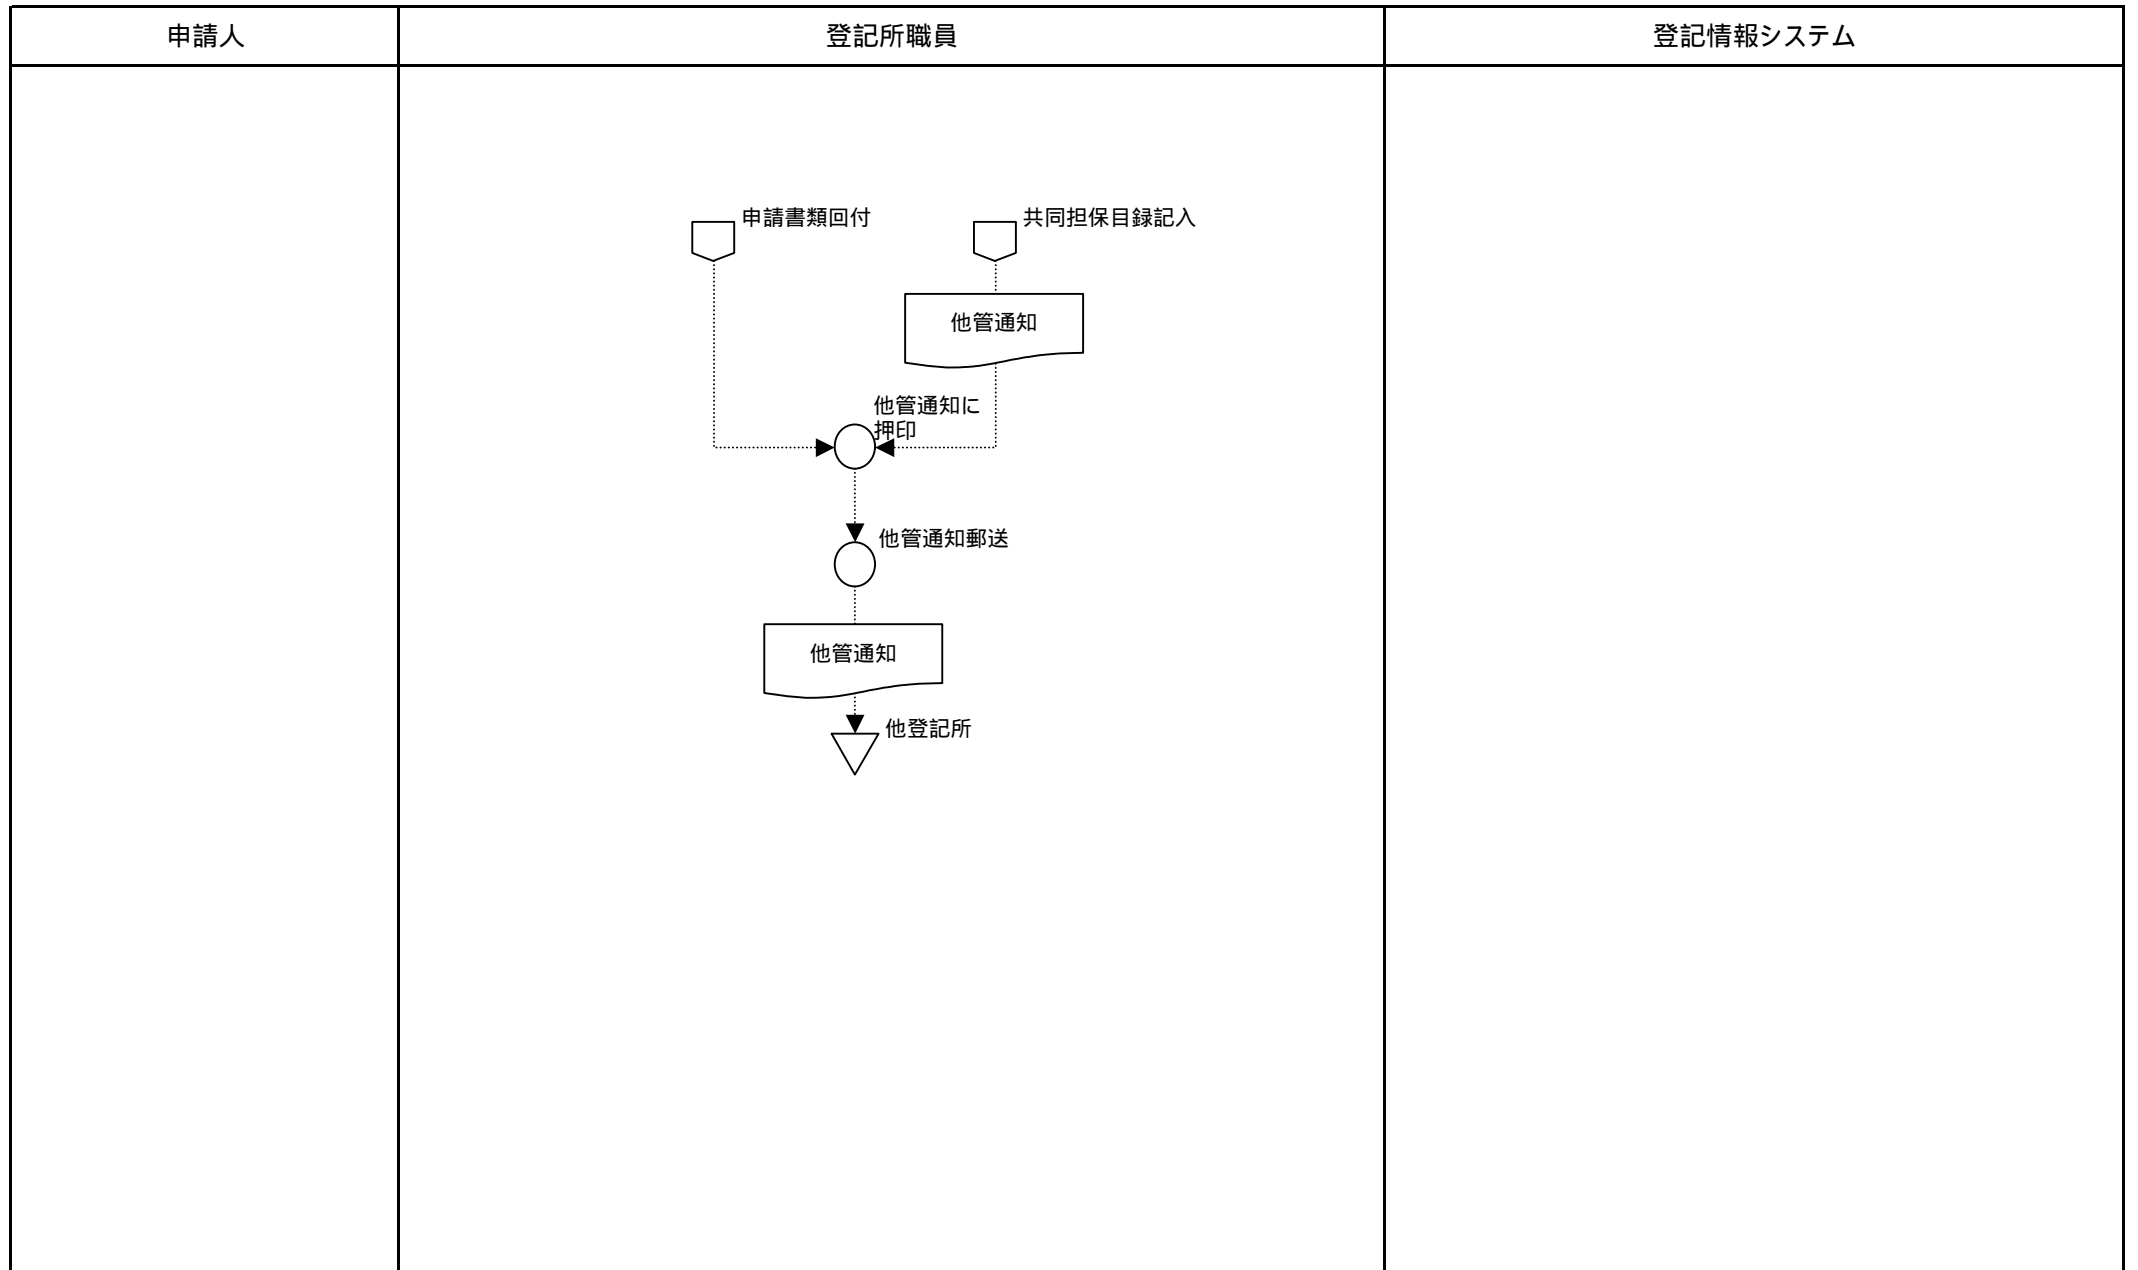 申請人
登記所職員
登記情報システム
申請書類回付
共同担保目録記入
他管通知
他管通知に
押印
他管通知郵送
他管通知
他登記所